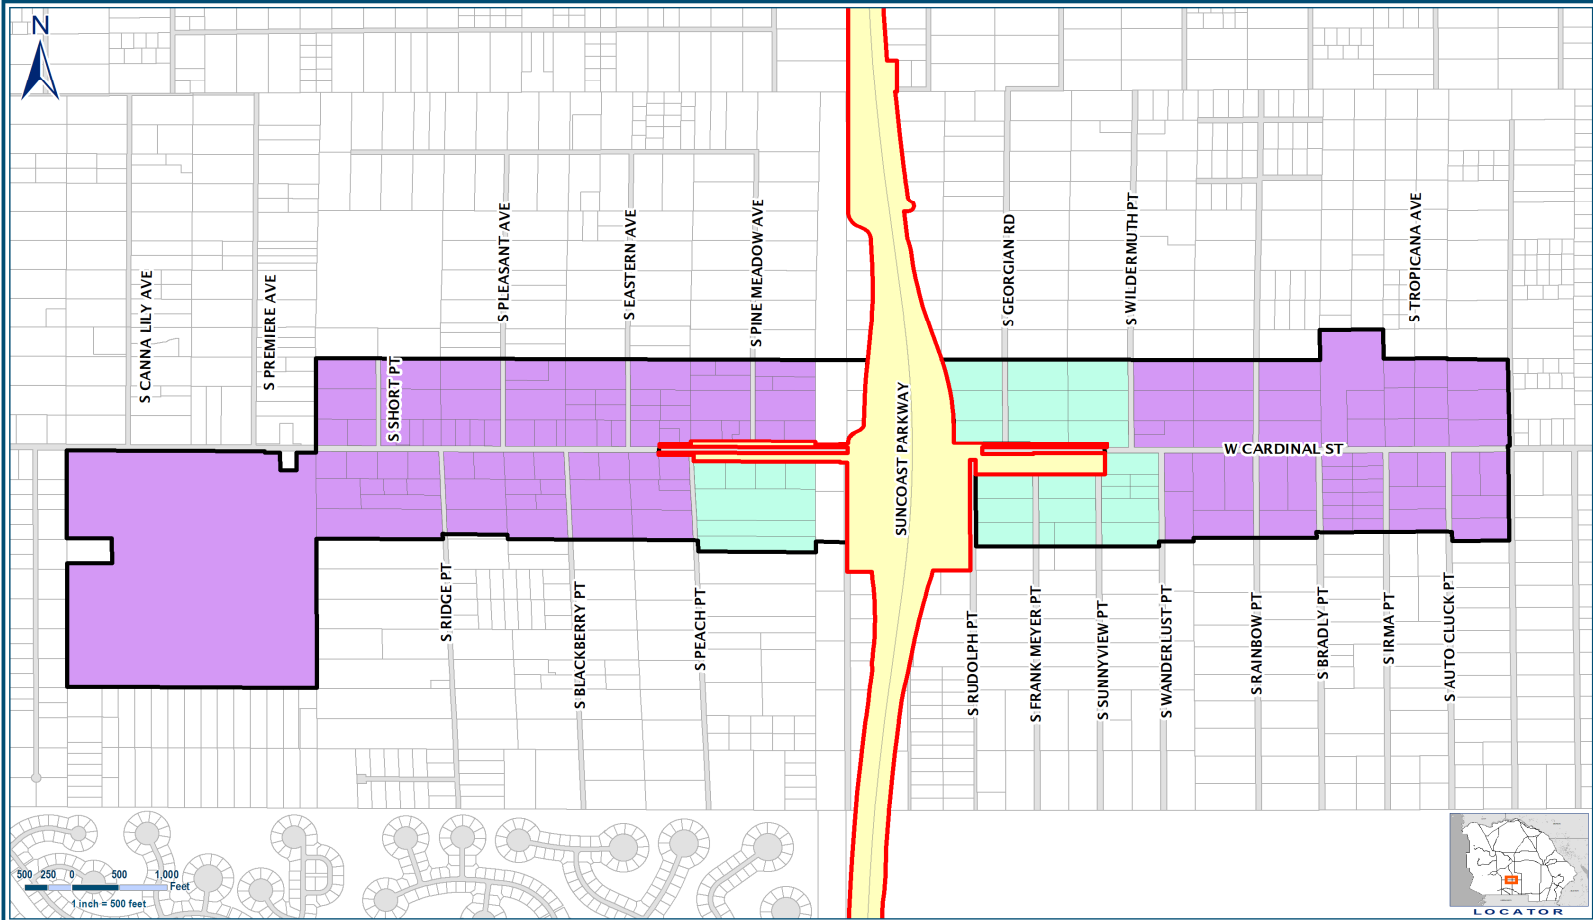 N
S CANNA LILY AVE
S PREMIERE AVE
S SHORT PT
S PLEASANT AVE
S EASTERN AVE
S PINE MEADOW AVE
SUNCOAST PARKWAY
S GEORGIAN RD
S WILDERMUTH PT
S TROPICANA AVE
W CARDINAL ST
S RIDGE PT
S BLACKBERRY PT
S PEACH PT
S RUDOLPH PT
S FRANK MEYER PT
S SUNNYVIEW PT
S WANDERLUST PT
S RAINBOW PT
S BRADLY PT
S IRMA PT
S AUTO CLUCK PT
500 250 0 500 1,000
Feet
1 inch = 500 feet
LOCATOR